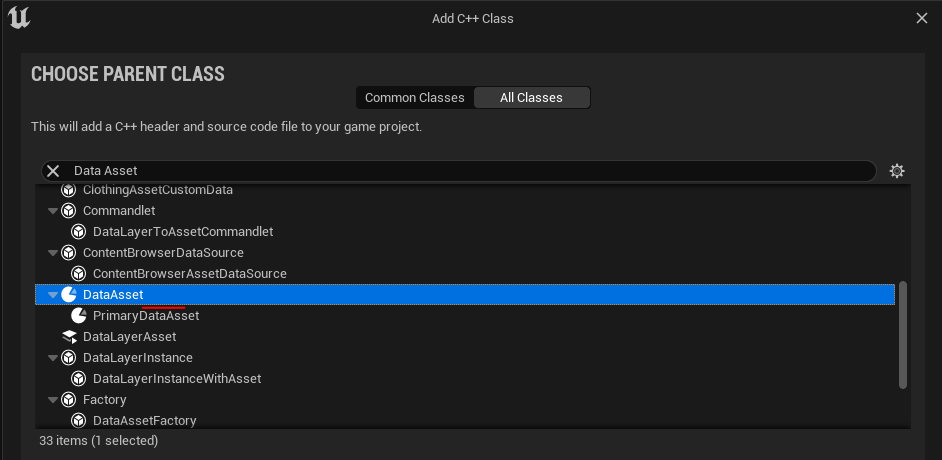 Add C++ Class
CHOOSE PARENT CLASS
Common Classes
All Classes
This will add a C++ header and source code file to your game project.
Data Asset
ClothingAssetCustomData
Commandlet
DataLayerToAssetCommandlet
ContentBrowserDataSource
ContentBrowserAssetDataSource
DataAsset
PrimaryDataAsset
DataLayerAsset
DataLayerInstance
DataLayerInstanceWithAsset
Factory
DataAssetFactory
33 items (1 selected)